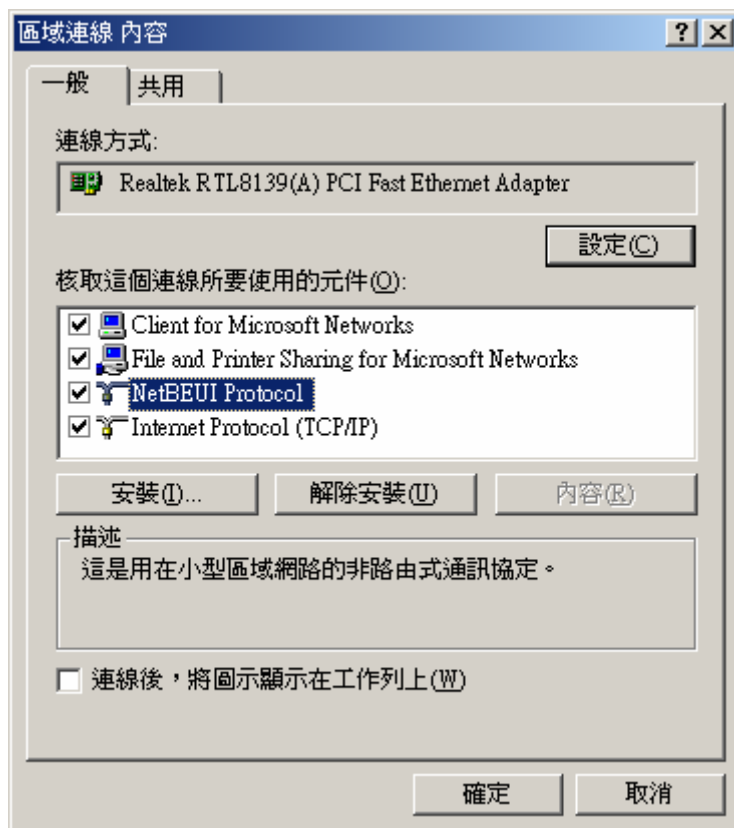 區域連線 內容
一般
共用
連線方式:
Realtek RTL8139(A) PCI Fast Ethernet Adapter
設定(C)
核取這個連線所要使用的元件(O):
Client for Microsoft Networks
File and Printer Sharing for Microsoft Networks
NetBEUI Protocol
Internet Protocol (TCP/IP)
安裝(I)...
解除安裝(U)
內容(R)
描述
這是用在小型區域網路的非路由式通訊協定。
連線後，將圖示顯示在工作列上(W)
確定
取消